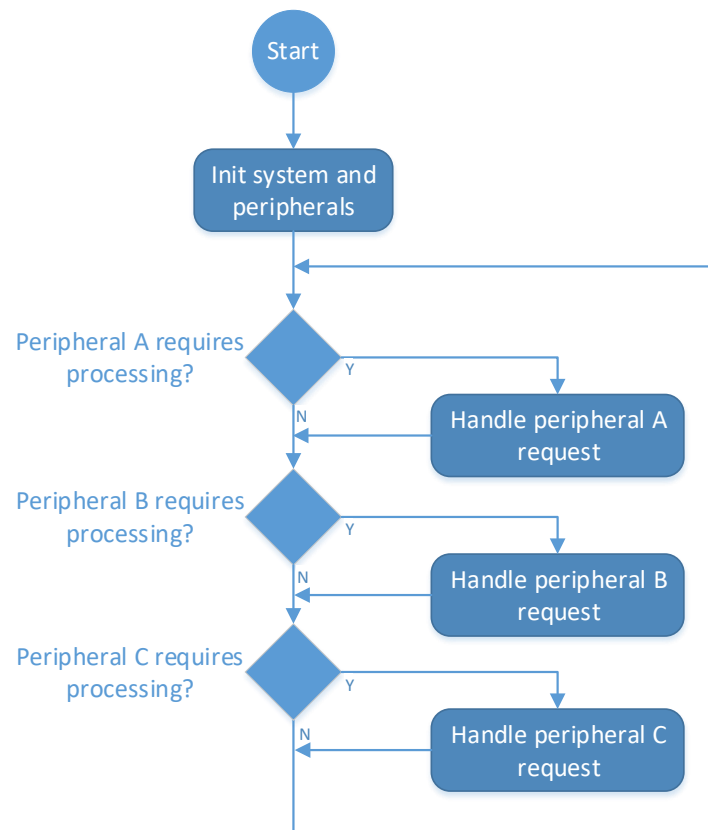 Start
Init system and
peripherals
Peripheral A requires
processing?
Y
N
Handle peripheral A
request
Peripheral B requires
processing?
Y
N
Handle peripheral B
request
Peripheral C requires
processing?
Y
N
Handle peripheral C
request